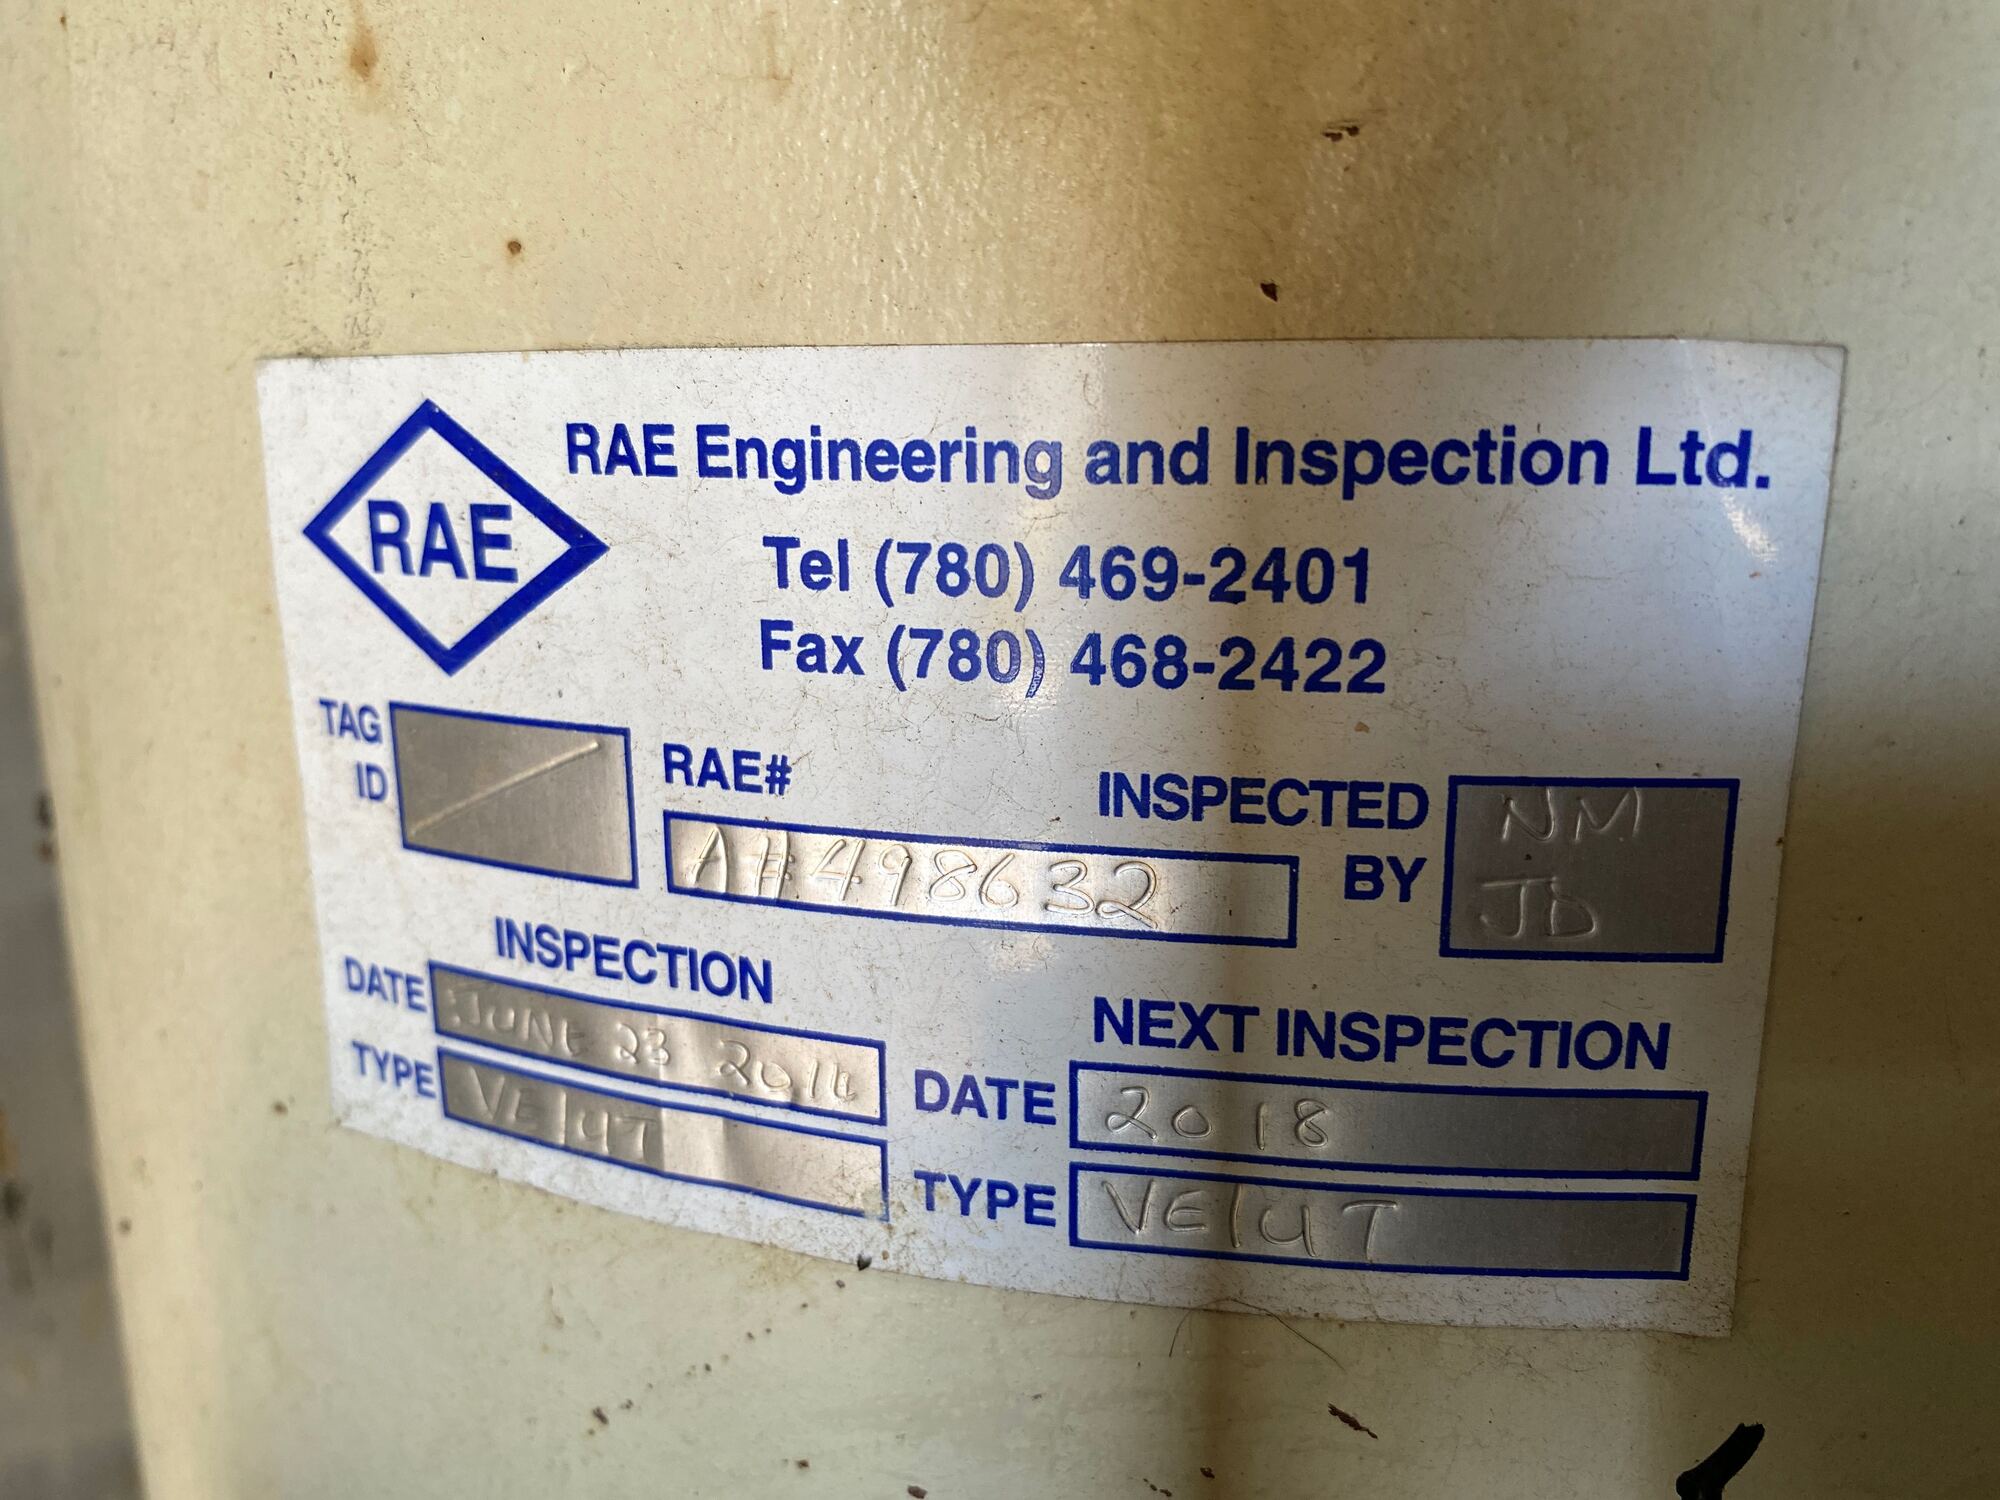 RAE
RAE Engineering and Inspection Ltd.
Tel (780) 469-2401
Fax (780) 468-2422
TAG
ID /
RAE#
A#498632
INSPECTED
BY
NM
JD
INSPECTION
DATE JUNE 23
TYPE VE/UT
NEXT INSPECTION
DATE 2018
TYPE VE/UT